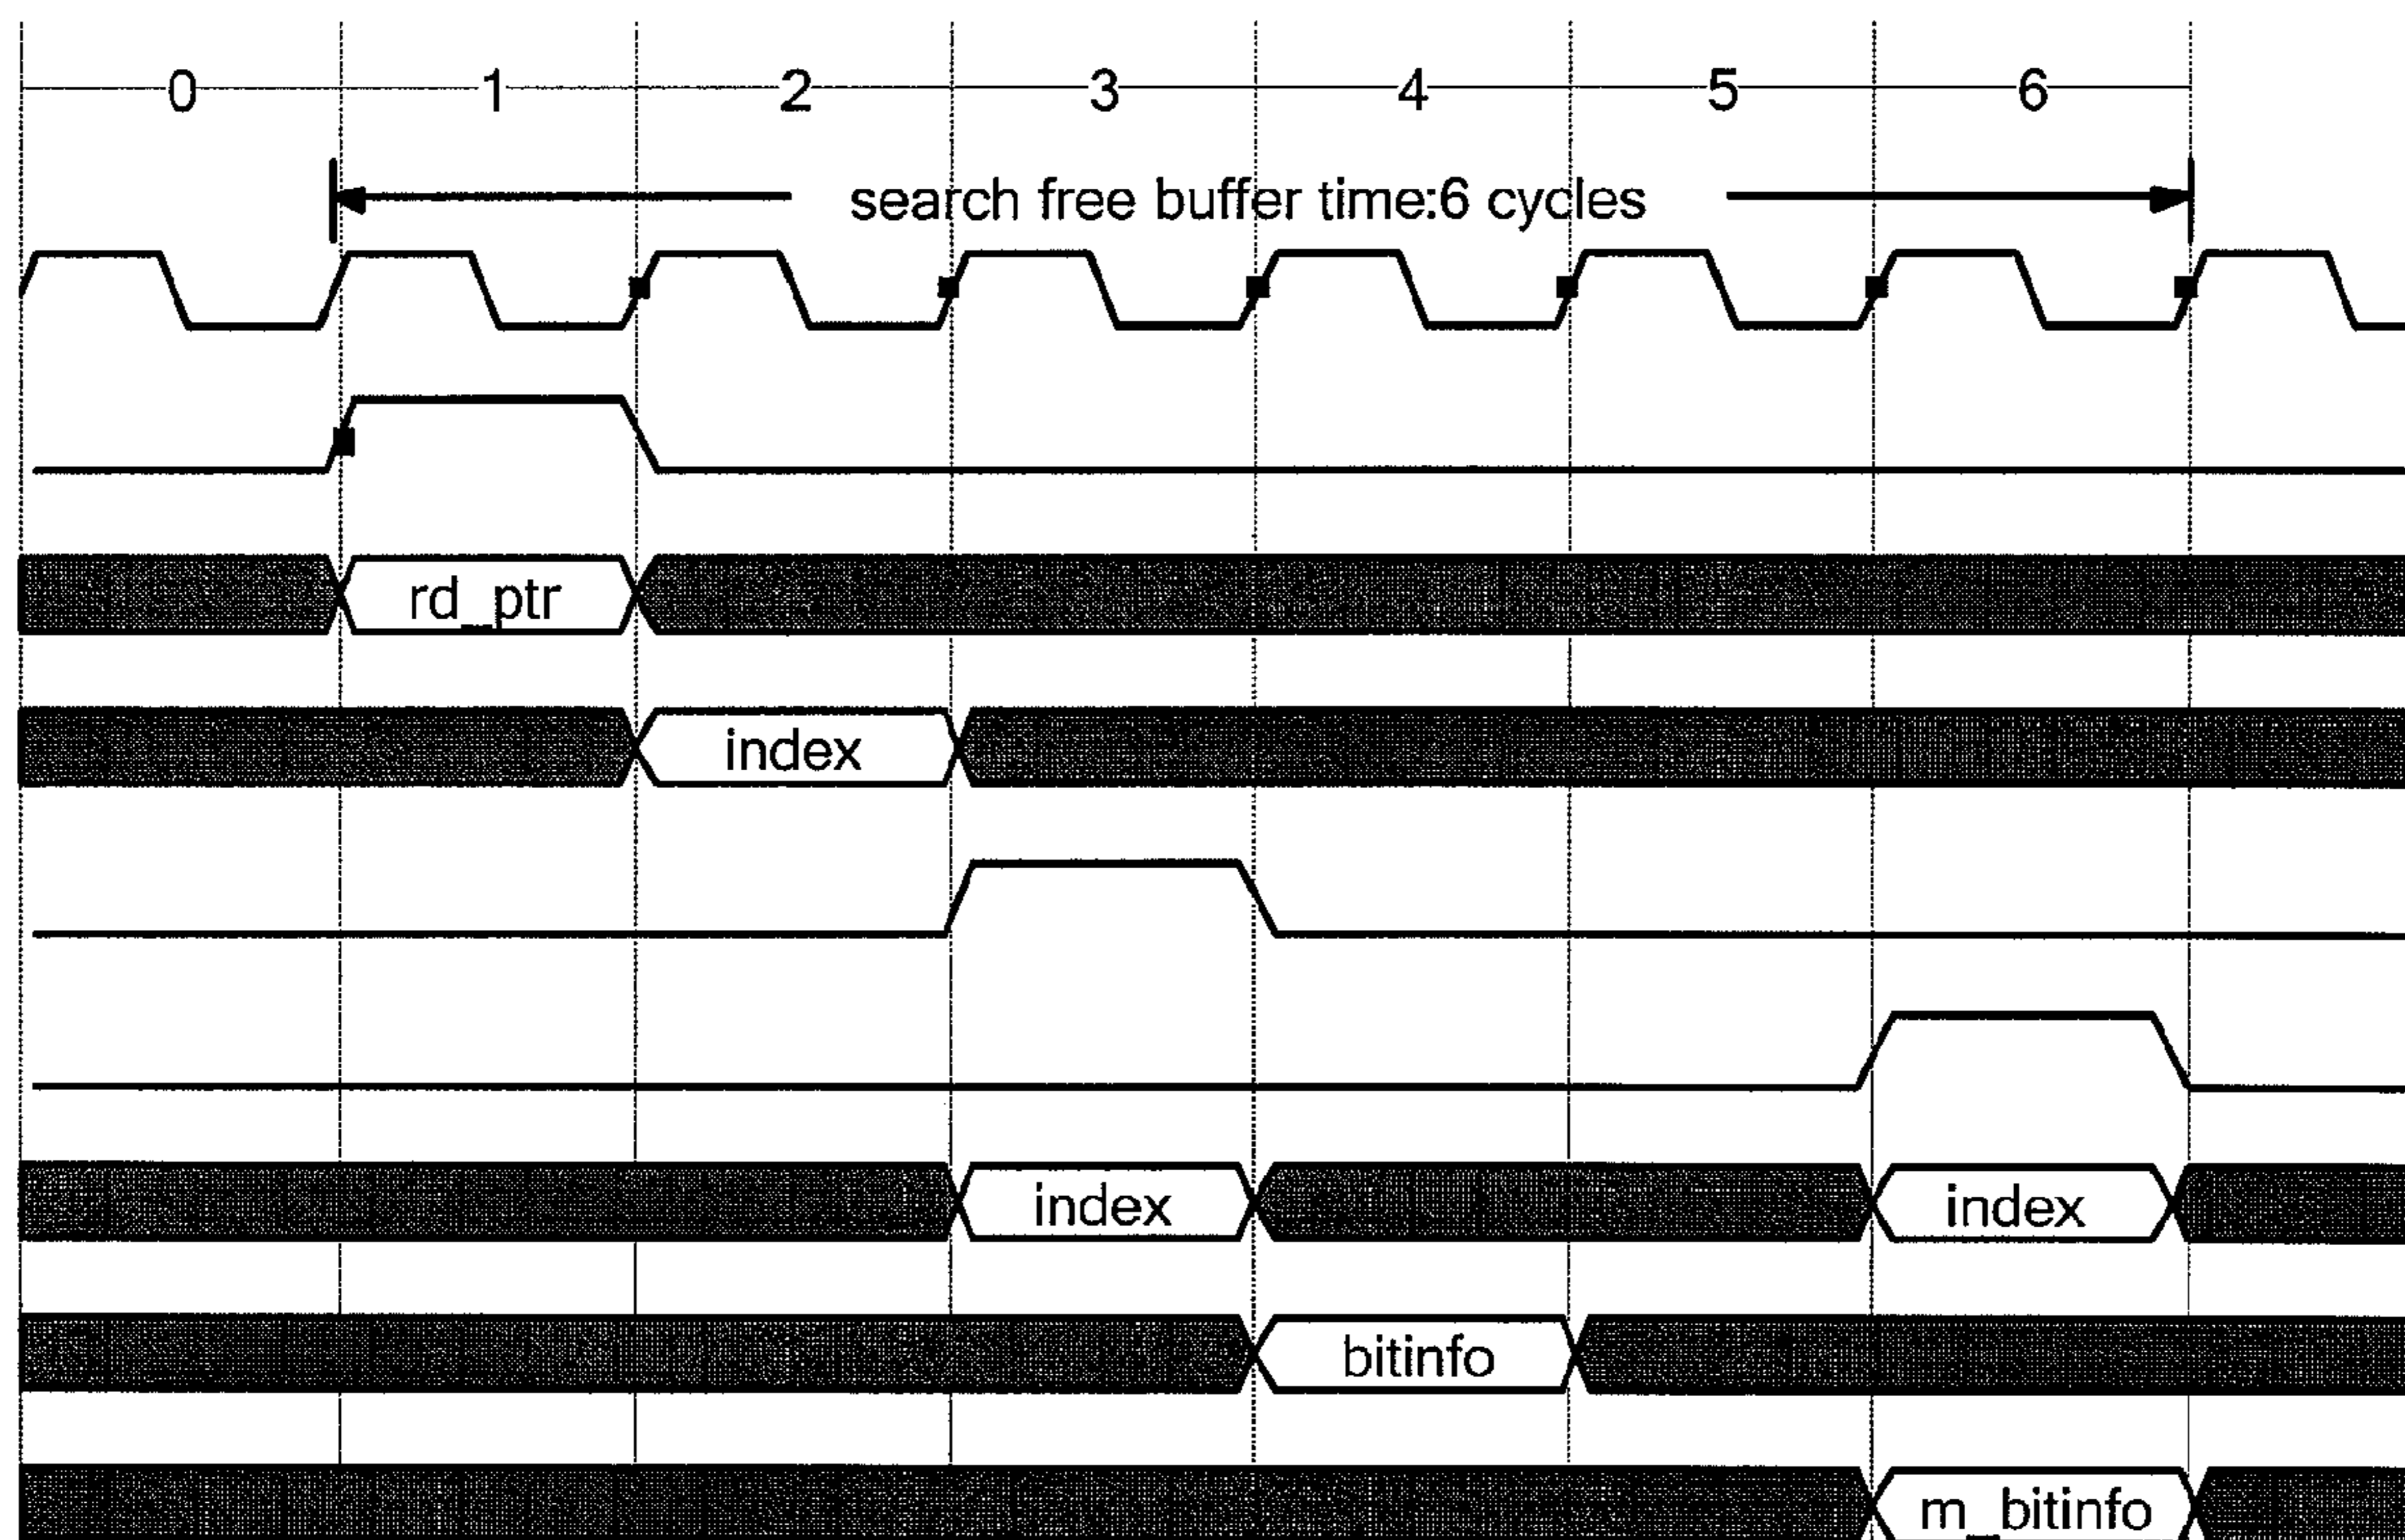 0 1 2 3 4 5 6
search free buffer time:6 cycles
rd_ptr
index
index index
bitinfo
m_bitinfo